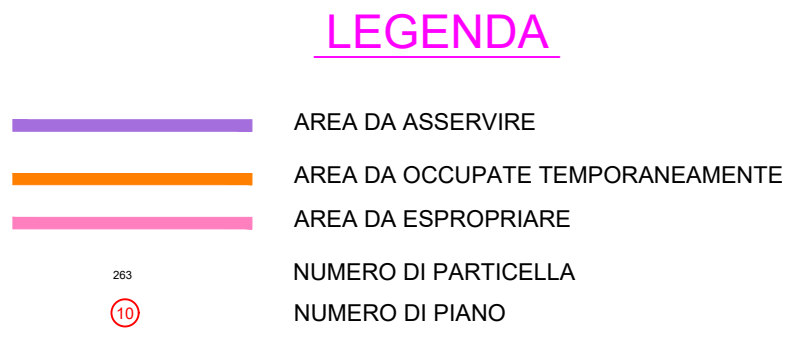 LEGENDA
AREA DA ASSERVIRE
AREA DA OCCUPATE TEMPORANEAMENTE
AREA DA ESPROPRIARE
263 NUMERO DI PARTICELLA
10 NUMERO DI PIANO